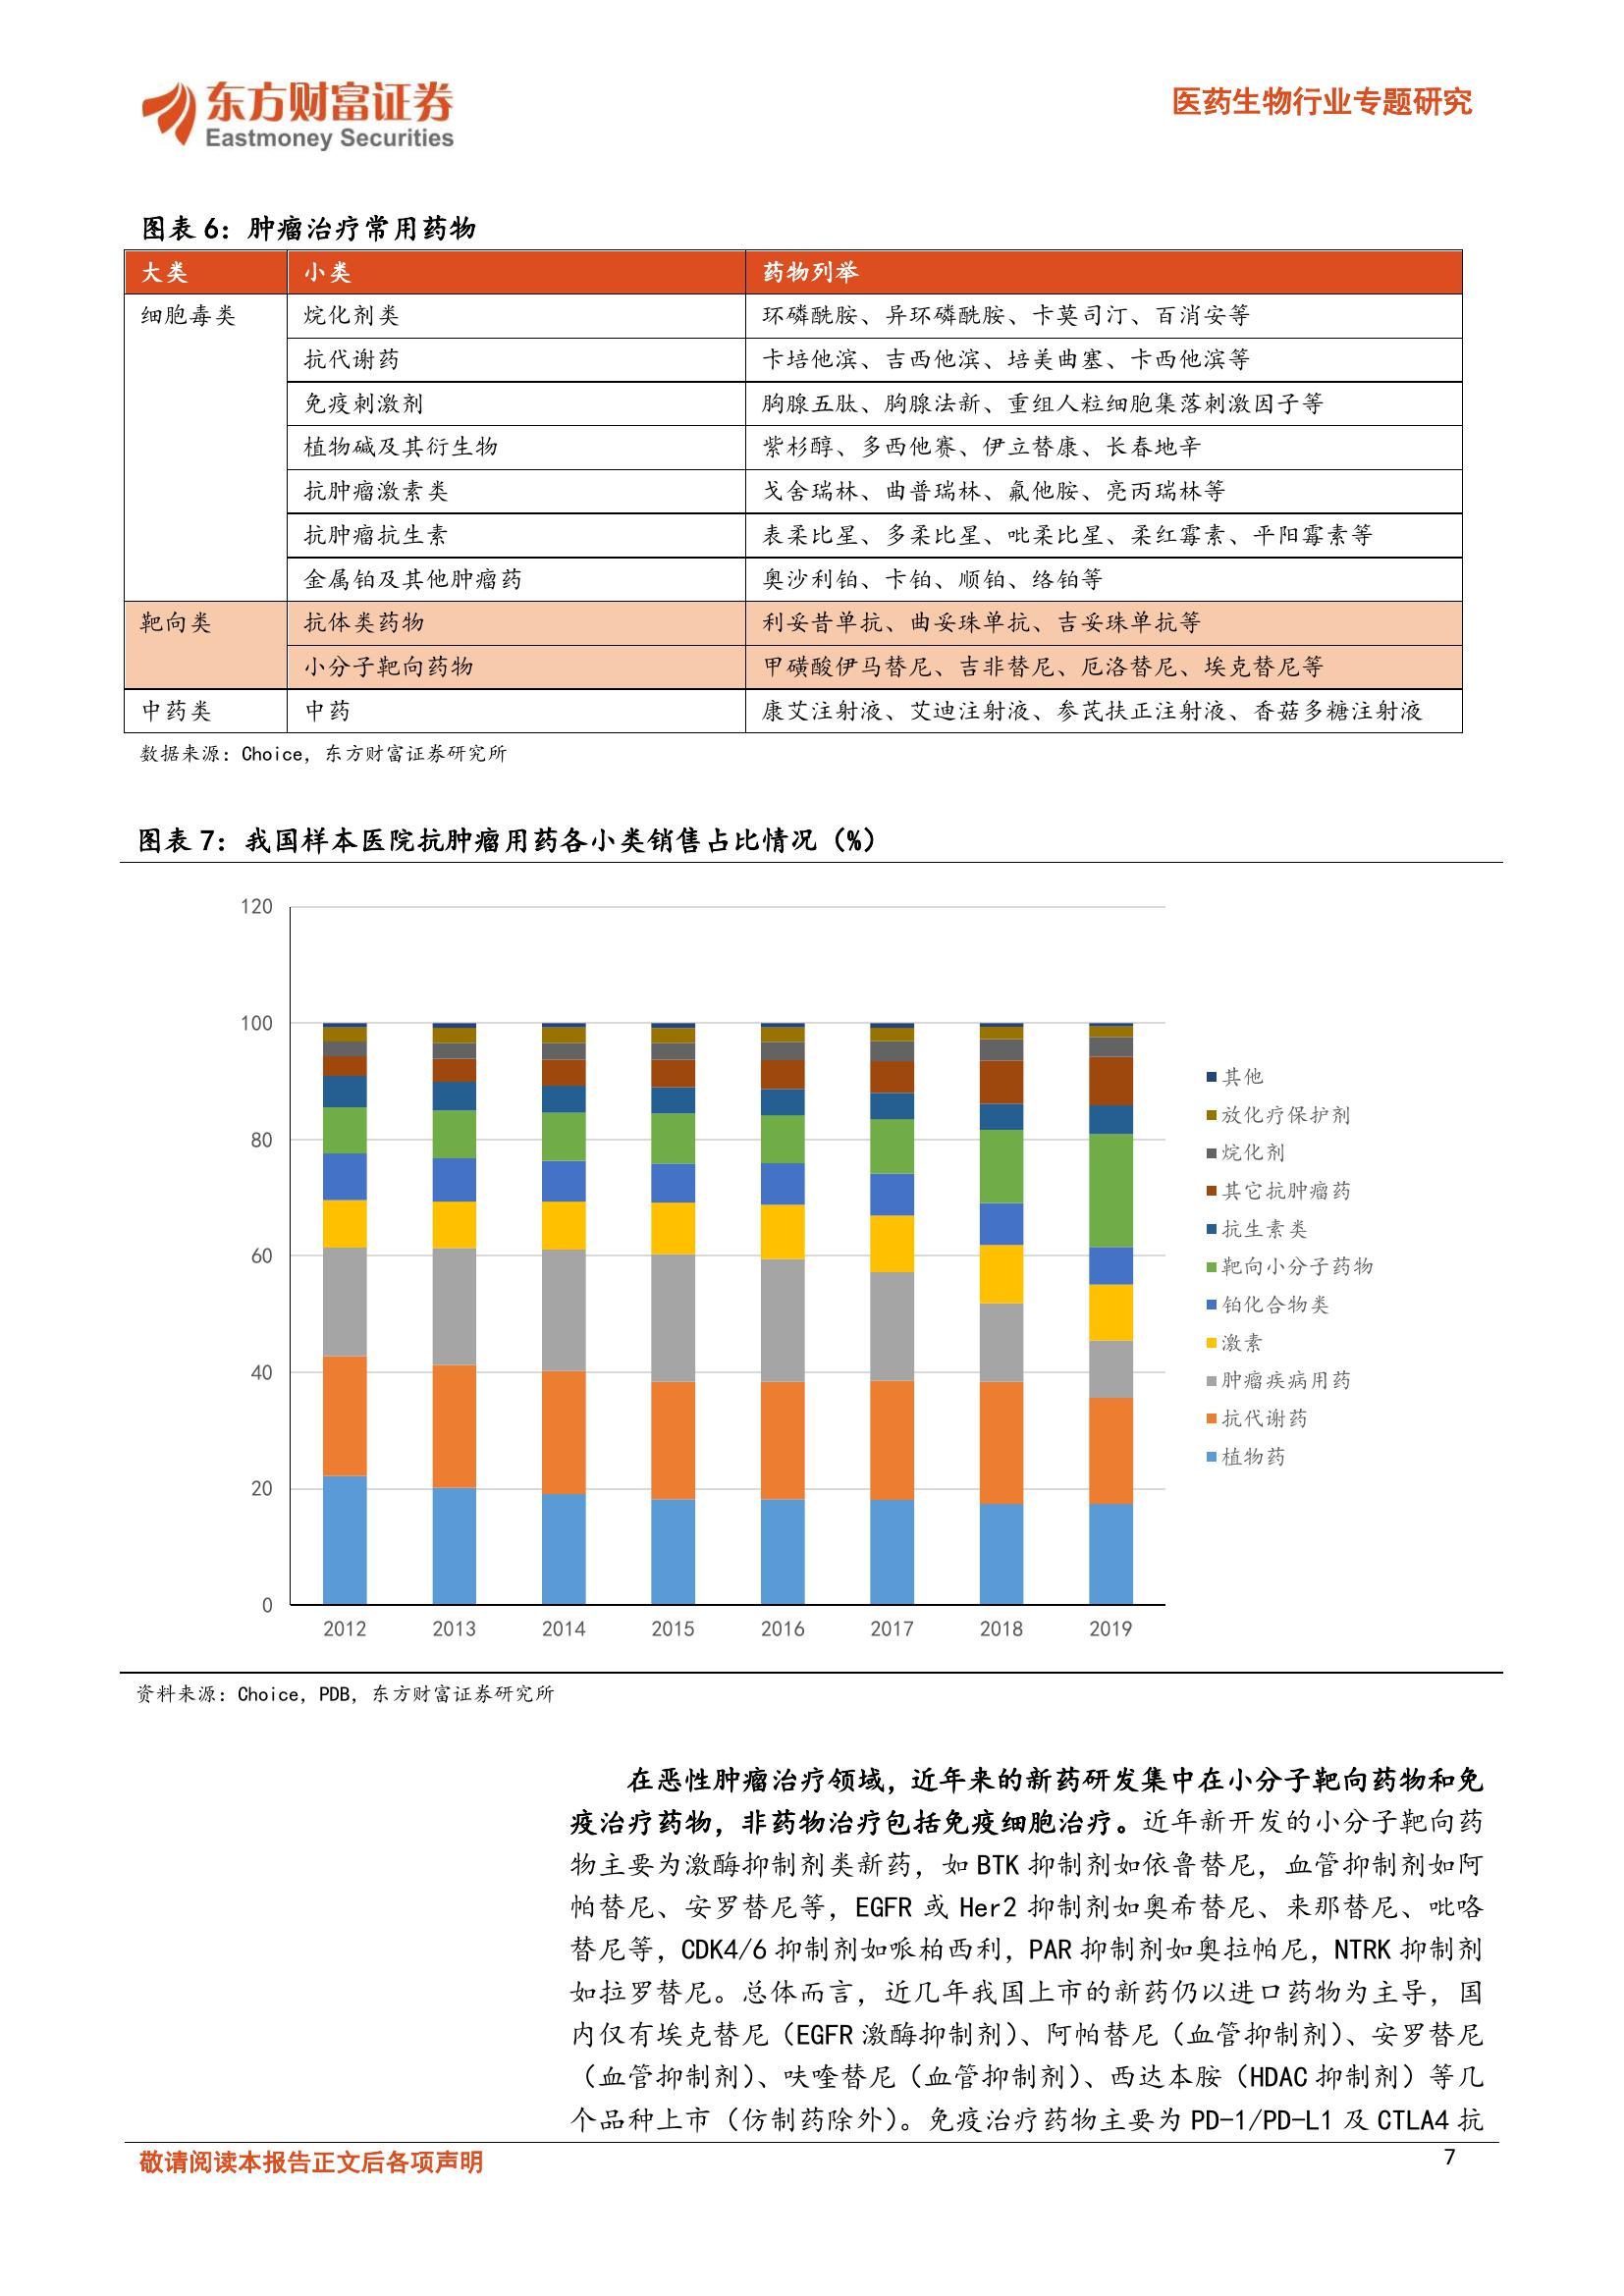 东方财富证券
Eastmoney Securities
医药生物行业专题研究
图表 6：肿瘤治疗常用药物
大类 小类 药物列举
细胞毒类 烷化剂类 环磷酰胺、异环磷酰胺、卡莫司汀、百消安等
抗代谢药 卡培他滨、吉西他滨、培美曲塞、卡西他滨等
免疫刺激剂 胸腺五肽、胸腺法新、重组人粒细胞集落刺激因子等
植物碱及其衍生物 紫杉醇、多西他赛、伊立替康、长春地辛
抗肿瘤激素类 戈舍瑞林、曲普瑞林、氟他胺、亮丙瑞林等
抗肿瘤抗生素 表柔比星、多柔比星、吡柔比星、柔红霉素、平阳霉素等
金属铂及其他肿瘤药 奥沙利铂、卡铂、顺铂、络铂等
靶向类 抗体类药物 利妥昔单抗、曲妥珠单抗、吉妥珠单抗等
小分子靶向药物 甲磺酸伊马替尼、吉非替尼、厄洛替尼、埃克替尼等
中药类 中药 康艾注射液、艾迪注射液、参芪扶正注射液、香菇多糖注射液
数据来源：Choice，东方财富证券研究所
图表 7：我国样本医院抗肿瘤用药各小类销售占比情况（%）
120
100
80
60
40
20
0
2012 2013 2014 2015 2016 2017 2018 2019
其他
放化疗保护剂
烷化剂
其它抗肿瘤药
抗生素类
靶向小分子药物
铂化合物类
激素
肿瘤疾病用药
抗代谢药
植物药
资料来源：Choice，PDB，东方财富证券研究所
在恶性肿瘤治疗领域，近年来的新药研发集中在小分子靶向药物和免
疫治疗药物，非药物治疗包括免疫细胞治疗。近年新开发的小分子靶向药
物主要为激酶抑制剂类新药，如 BTK 抑制剂如依鲁替尼，血管抑制剂如阿
帕替尼、安罗替尼等，EGFR 或 Her2 抑制剂如奥希替尼、来那替尼、吡咯
替尼等，CDK4/6 抑制剂如哌柏西利，PAR 抑制剂如奥拉帕尼，NTRK 抑制剂
如拉罗替尼。总体而言，近几年我国上市的新药仍以进口药物为主导，国
内仅有埃克替尼（EGFR 激酶抑制剂）、阿帕替尼（血管抑制剂）、安罗替尼
（血管抑制剂）、呋喹替尼（血管抑制剂）、西达本胺（HDAC 抑制剂）等几
个品种上市（仿制药除外）。免疫治疗药物主要为 PD-1/PD-L1 及 CTLA4 抗
敬请阅读本报告正文后各项声明
7